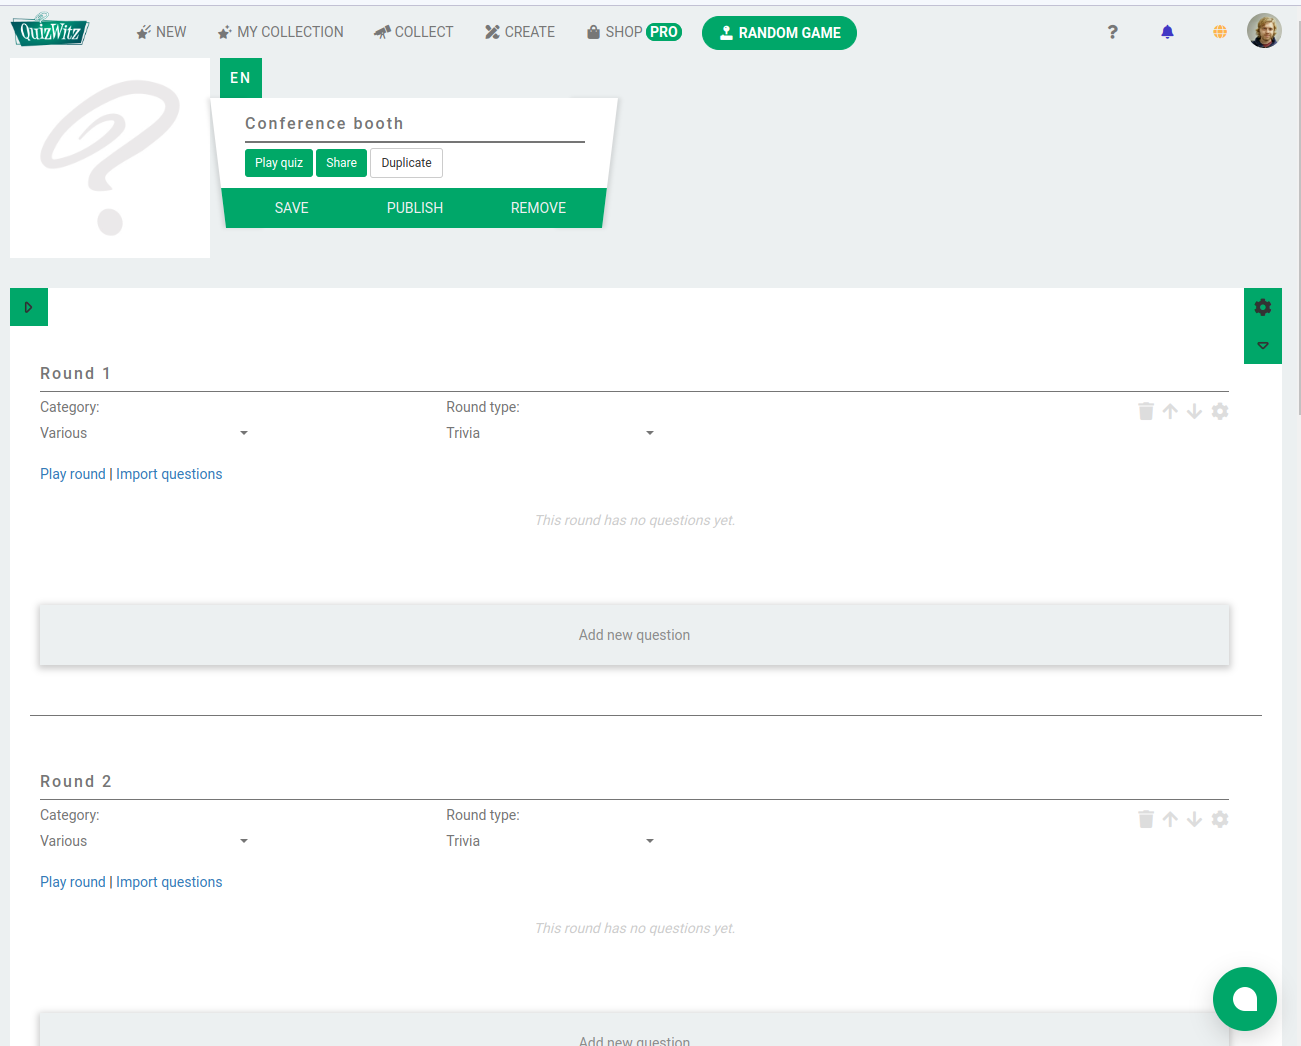 QuizWitz
NEW
MY COLLECTION
COLLECT
CREATE
SHOP PRO
RANDOM GAME
?
EN
Conference booth
Play quiz
Share
Duplicate
SAVE
PUBLISH
REMOVE
Round 1
Category:
Round type:
Various
Trivia
Play round | Import questions
This round has no questions yet.
Add new question
Round 2
Category:
Round type:
Various
Trivia
Play round | Import questions
This round has no questions yet.
Add new question